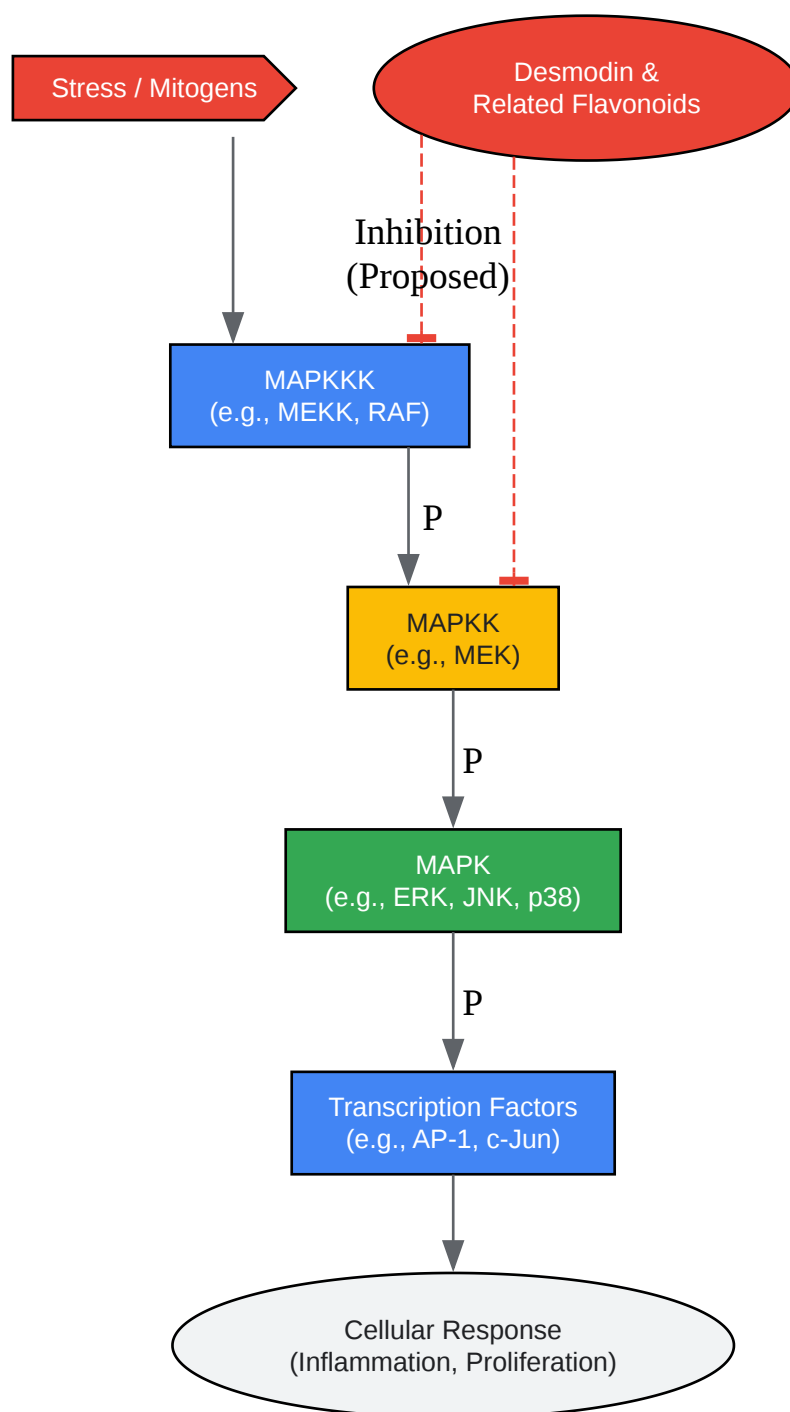 Stress / Mitogens
Desmodin &
Related Flavonoids
Inhibition
(Proposed)
MAPKKK
(e.g., MEKK, RAF)
P
MAPKK
(e.g., MEK)
P
MAPK
(e.g., ERK, JNK, p38)
P
Transcription Factors
(e.g., AP-1, c-Jun)
Cellular Response
(Inflammation, Proliferation)